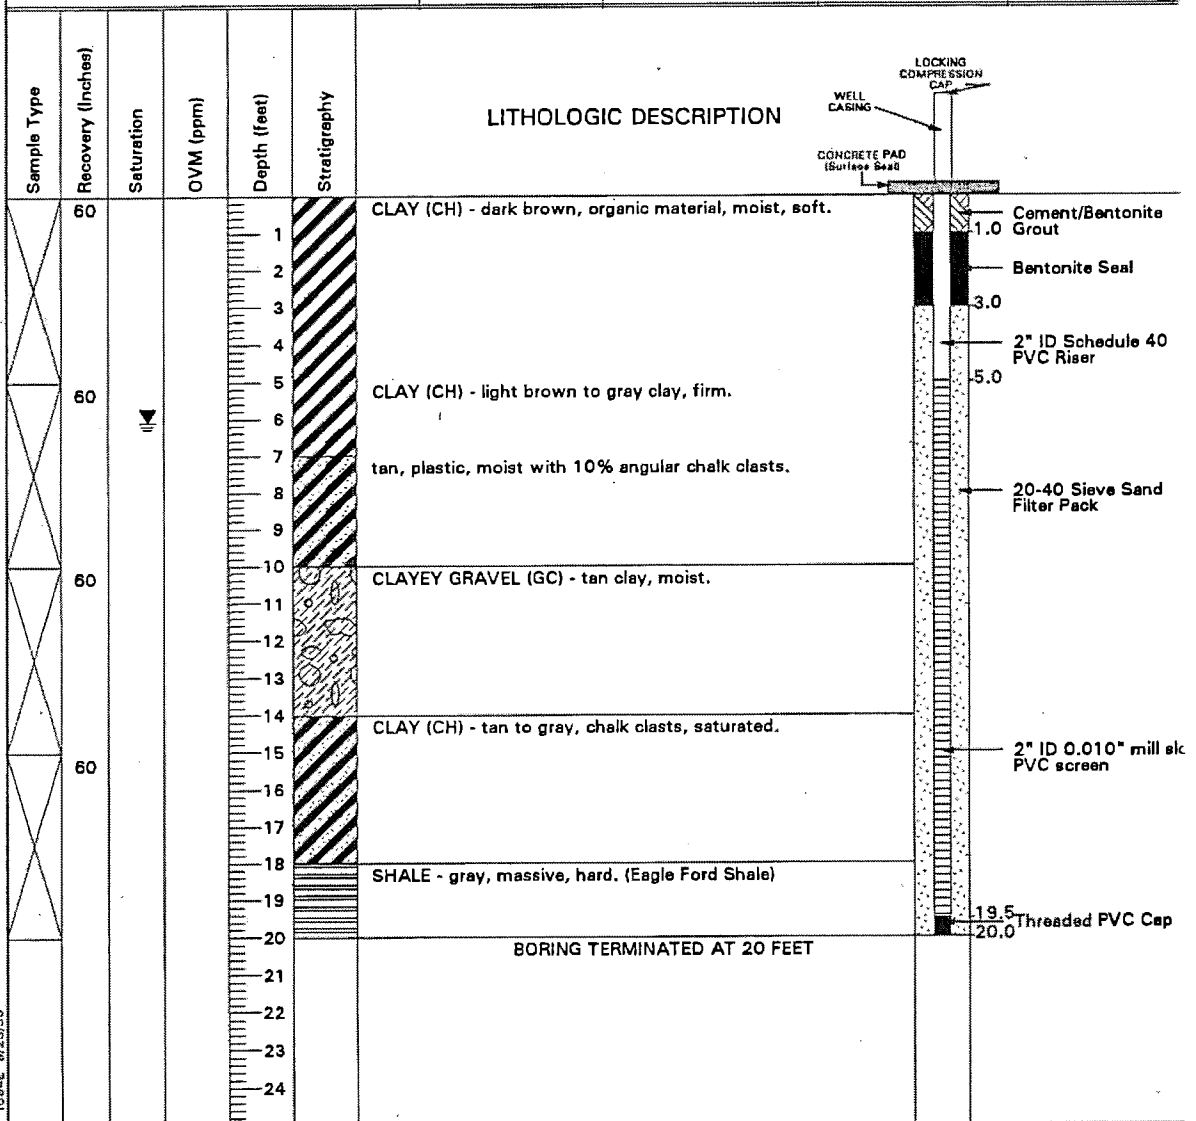 Sample Type
Recovery (Inches)
Saturation
OVM (ppm)
Depth (feet)
Stratigraphy
LITHOLOGIC DESCRIPTION
LOCKING
COMPRESSION
CAP
WELL
CASING
CONCRETE PAD
(Surface Seal)
60
CLAY (CH) - dark brown, organic material, moist, soft.
Cement/Bentonite
Grout
1.0
1
Bentonite Seal
2
3
3.0
4
2" ID Schedule 40
PVC Riser
5
5.0
60
CLAY (CH) - light brown to gray clay, firm.
6
7
tan, plastic, moist with 10% angular chalk clasts.
8
20-40 Sieve Sand
Filter Pack
9
10
60
CLAYEY GRAVEL (GC) - tan clay, moist.
11
12
13
14
CLAY (CH) - tan to gray, chalk clasts, saturated.
15
2" ID 0.010" mill
PVC screen
60
16
17
18
SHALE - gray, massive, hard. (Eagle Ford Shale)
19
19.5
Threaded PVC Cap
20.0
20
BORING TERMINATED AT 20 FEET
21
22
23
24